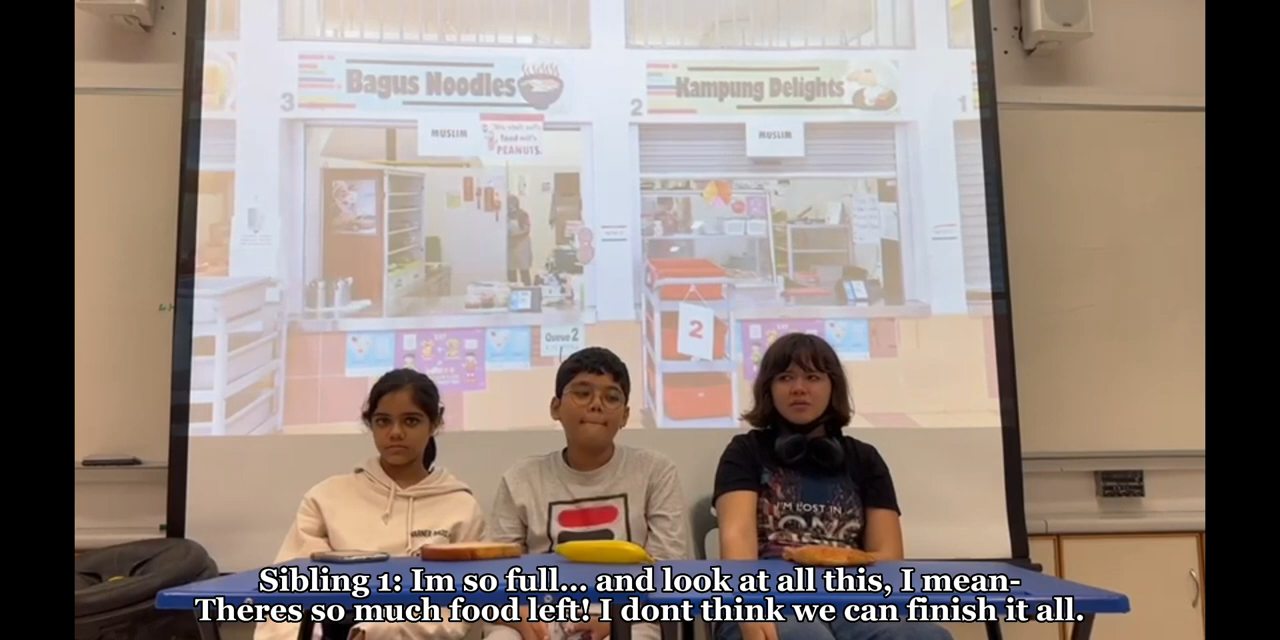 Bagus Noodles
Kampung Delights
3
2
1
MUSLIM
PEANUTS.
MUSLIM
2
Queue 2
I'M LOST IN
Sibling 1: Im so full... and look at all this, I mean-
Theres so much food left! I dont think we can finish it all.